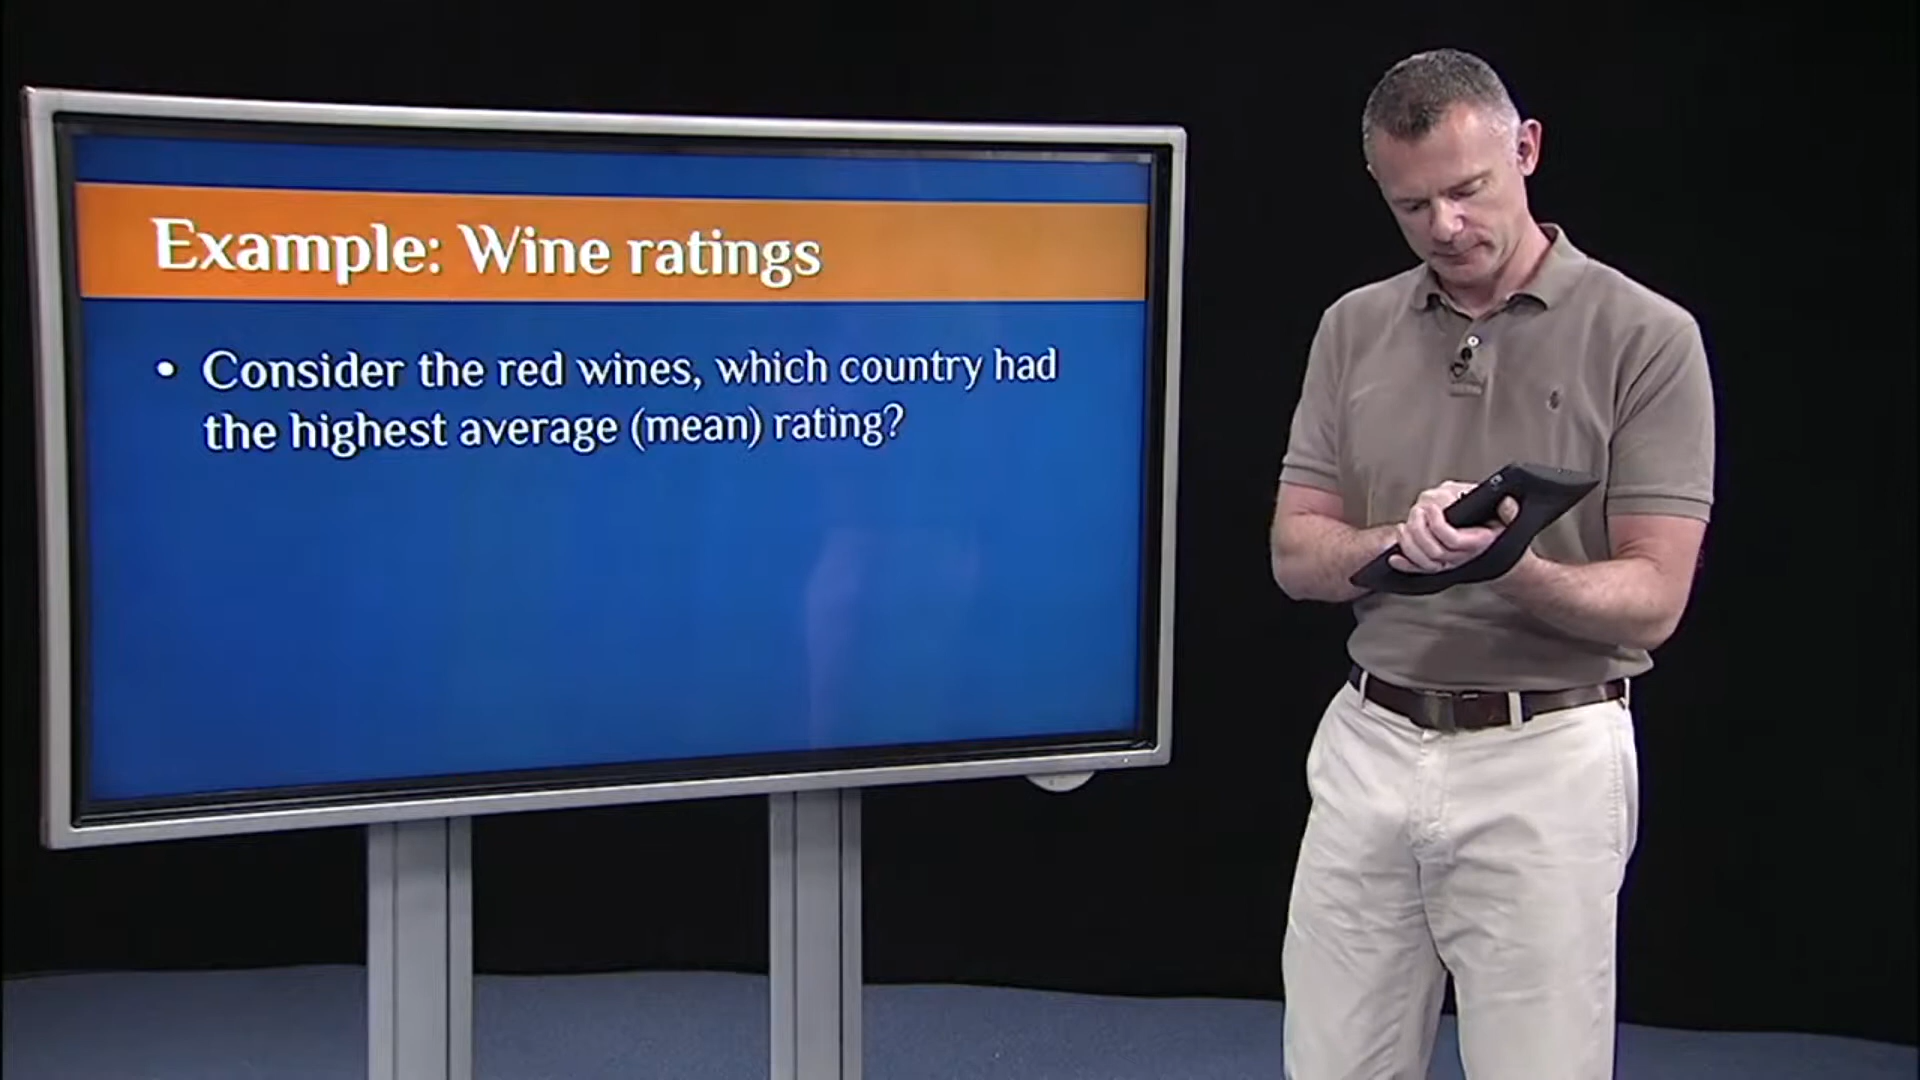 Example: Wine ratings
• Consider the red wines, which country had
the highest average (mean) rating?